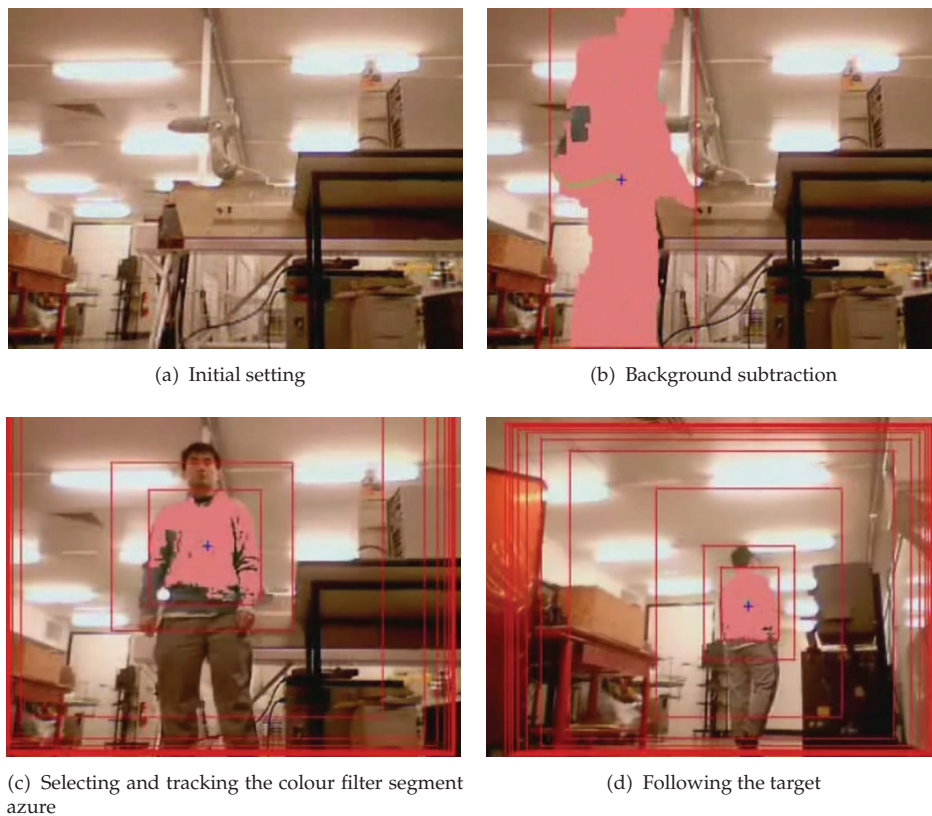 (a) Initial setting
(b) Background subtraction
(c) Selecting and tracking the colour filter segment
azure
(d) Following the target